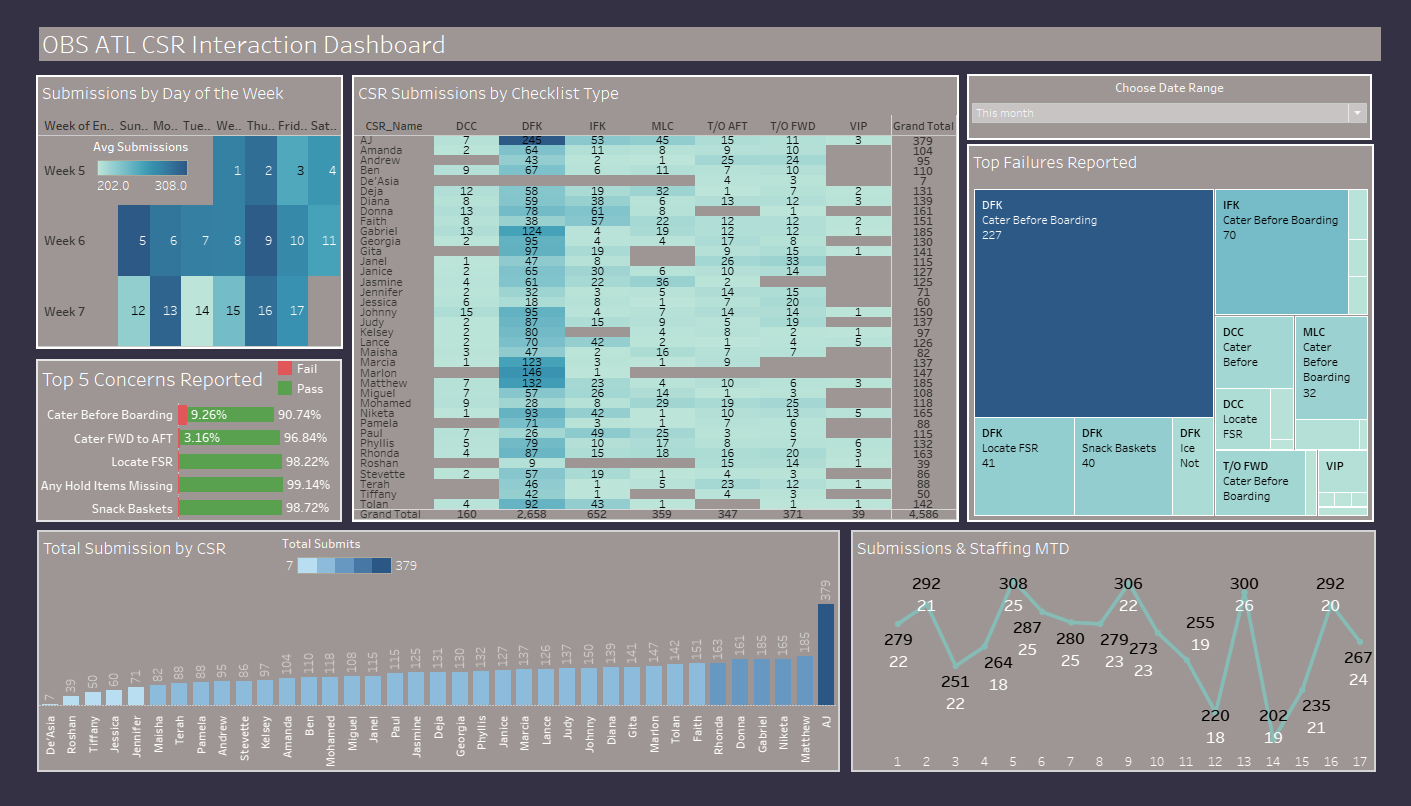 OBS ATL CSR Interaction Dashboard
Submissions by Day of the Week
Week of En.. Sun.. Mo.. Tue.. We.. Thu.. Frid.. Sat..
Avg Submissions
202.0 308.0
Week 5 1 2 3 4
Week 6 5 6 7 8 9 10 11
Week 7 12 13 14 15 16 17
Top 5 Concerns Reported
Fail
Pass
Cater Before Boarding 9.26% 90.74%
Cater FWD to AFT 3.16% 96.84%
Locate FSR 98.22%
Any Hold Items Missing 99.14%
Snack Baskets 98.72%
CSR Submissions by Checklist Type
CSR_Name DCC DFK IFK MLC T/O AFT T/O FWD VIP Grand Total
AJ 7 245 53 45 15 11 3 379
Amanda 2 64 11 8 9 10 104
Andrew 43 2 1 25 24 95
Ben 9 67 6 11 7 10 110
De'Asia 4 3 7
Deja 12 58 19 32 1 7 2 131
Diana 8 59 38 6 13 12 3 139
Donna 13 78 61 8 1 161
Faith 8 38 57 22 12 12 2 151
Gabriel 13 124 4 19 12 12 1 185
Georgia 2 95 4 4 17 8 130
Gita 97 19 9 15 1 141
Janel 1 47 8 26 33 115
Janice 2 65 30 6 10 14 127
Jasmine 4 61 22 36 2 125
Jennifer 2 32 3 5 14 15 71
Jessica 6 18 8 1 7 20 60
Johnny 15 95 4 7 14 14 1 150
Judy 2 87 15 9 5 19 137
Kelsey 2 80 4 8 2 1 97
Lance 2 70 42 2 1 4 5 126
Maisha 3 47 2 16 7 7 82
Marcia 1 123 3 1 9 137
Marlon 146 1 147
Matthew 7 132 23 4 10 6 3 185
Miguel 7 57 26 14 1 3 108
Mohamed 9 28 8 29 19 25 118
Niketa 1 93 42 1 10 13 5 165
Pamela 71 3 1 7 6 88
Paul 7 26 49 25 3 5 115
Phyllis 5 79 10 17 8 7 6 132
Rhonda 4 87 15 18 16 20 3 163
Roshan 9 15 14 1 39
Stevette 2 57 19 1 4 3 86
Terah 46 1 5 23 12 1 88
Tiffany 42 1 4 3 50
Tolan 4 92 43 1 1 1 142
Grand Total 160 2,658 652 359 347 371 39 4,586
Choose Date Range
This month
Top Failures Reported
DFK
Cater Before Boarding
227
IFK
Cater Before Boarding
70
DCC
Cater
Before
MLC
Cater
Before
Boarding
32
DCC
Locate
FSR
DFK
Locate FSR
41
DFK
Snack Baskets
40
DFK
Ice
Not
T/O FWD
Cater Before
Boarding
VIP
Total Submission by CSR
Total Submits
7 379
7 39 50 60 71 82 88 88 95 86 97 104 110 118 108 115 115 125 131 130 132 127 137 126 137 150 139 141 147 142 151 163 161 185 165 185 379
De'Asia Roshan Tiffany Jessica Jennifer Maisha Terah Pamela Andrew Stevette Kelsey Amanda Ben Mohamed Miguel Janel Paul Jasmine Deja Georgia Phyllis Janice Marcia Lance Judy Johnny Diana Gita Marlon Tolan Faith Rhonda Donna Gabriel Niketa Matthew AJ
Submissions & Staffing MTD
279 292 251 264 308 287 280 279 306 273 255 220 300 202 235 292 267
22 21 22 18 25 25 25 23 22 23 19 18 26 19 21 20 24
1 2 3 4 5 6 7 8 9 10 11 12 13 14 15 16 17